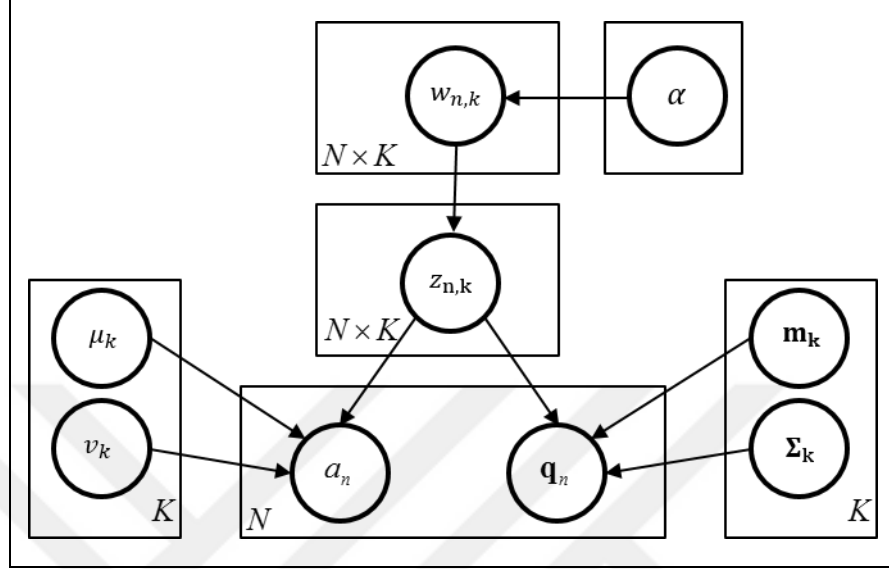 w_{n,k}
α
N × K
z_{n,k}
N × K
μ_k
m_k
v_k
a_n
q_n
Σ_k
K
N
K